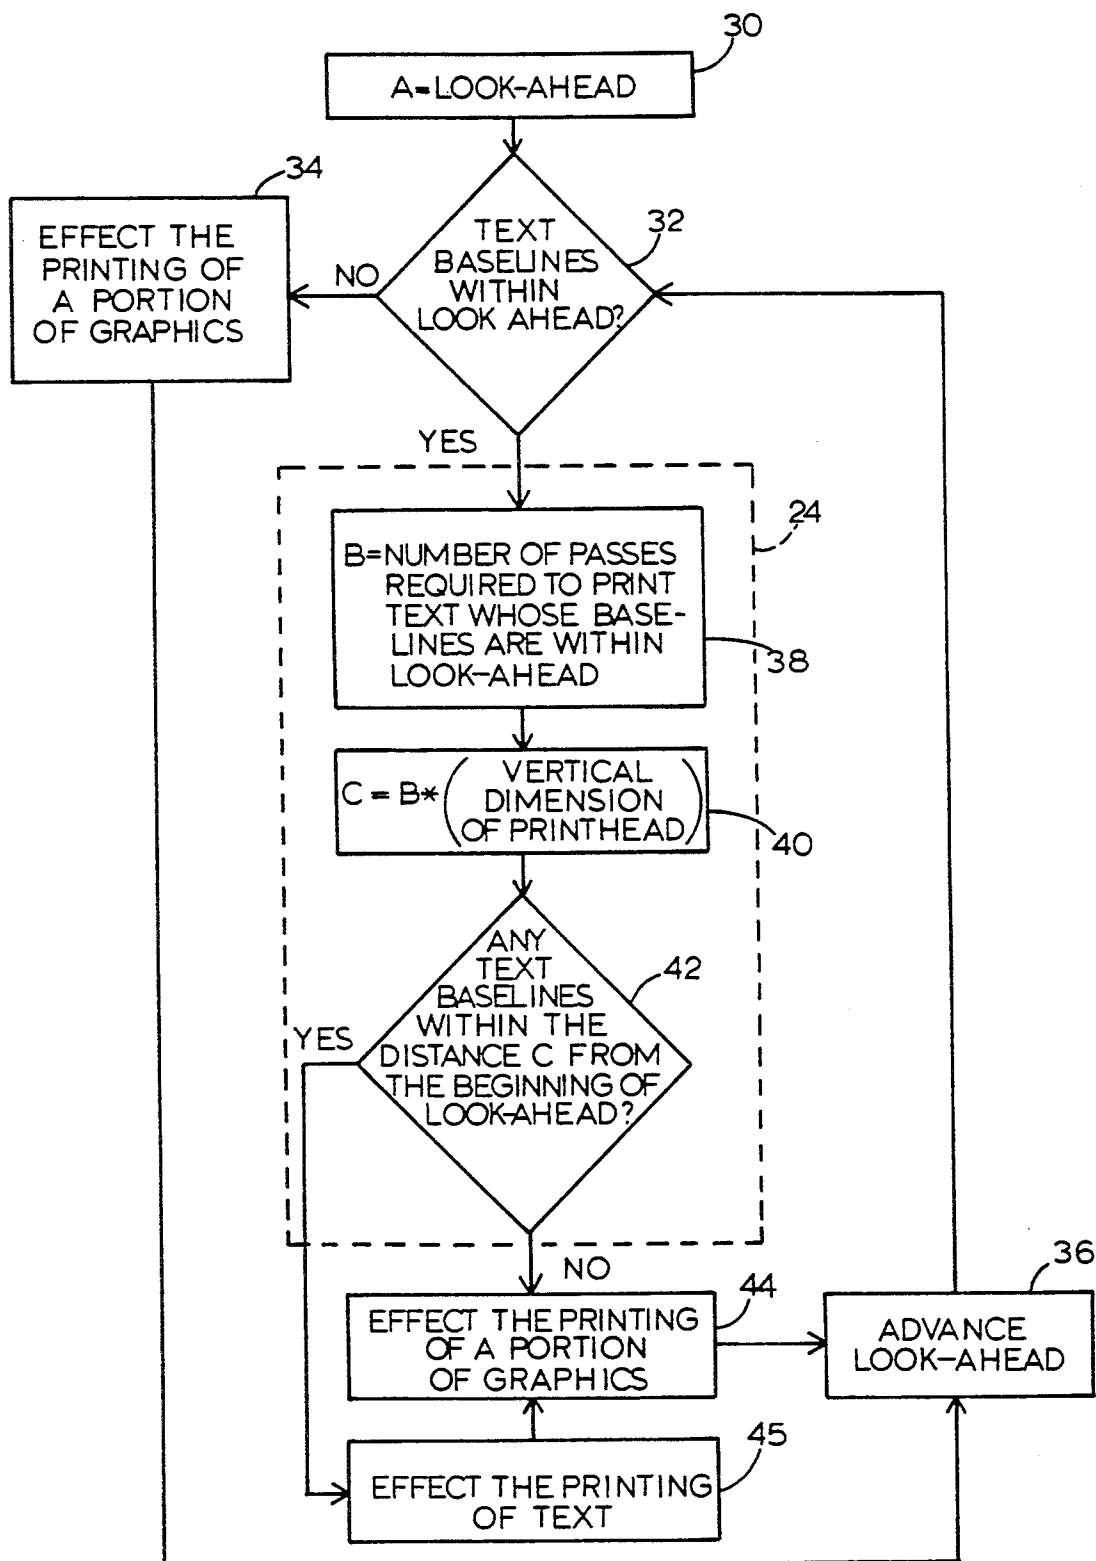 30
A=LOOK-AHEAD
34
EFFECT THE
PRINTING OF
A PORTION
OF GRAPHICS
NO
32
TEXT
BASELINES
WITHIN
LOOK AHEAD?
YES
24
B=NUMBER OF PASSES
REQUIRED TO PRINT
TEXT WHOSE BASE-
LINES ARE WITHIN
LOOK-AHEAD
38
C = B* (VERTICAL
DIMENSION
OF PRINTHEAD)
40
ANY
TEXT
BASELINES
WITHIN THE
DISTANCE C FROM
THE BEGINNING OF
LOOK-AHEAD?
42
YES
NO
44
EFFECT THE PRINTING
OF A PORTION
OF GRAPHICS
36
ADVANCE
LOOK-AHEAD
45
EFFECT THE PRINTING
OF TEXT